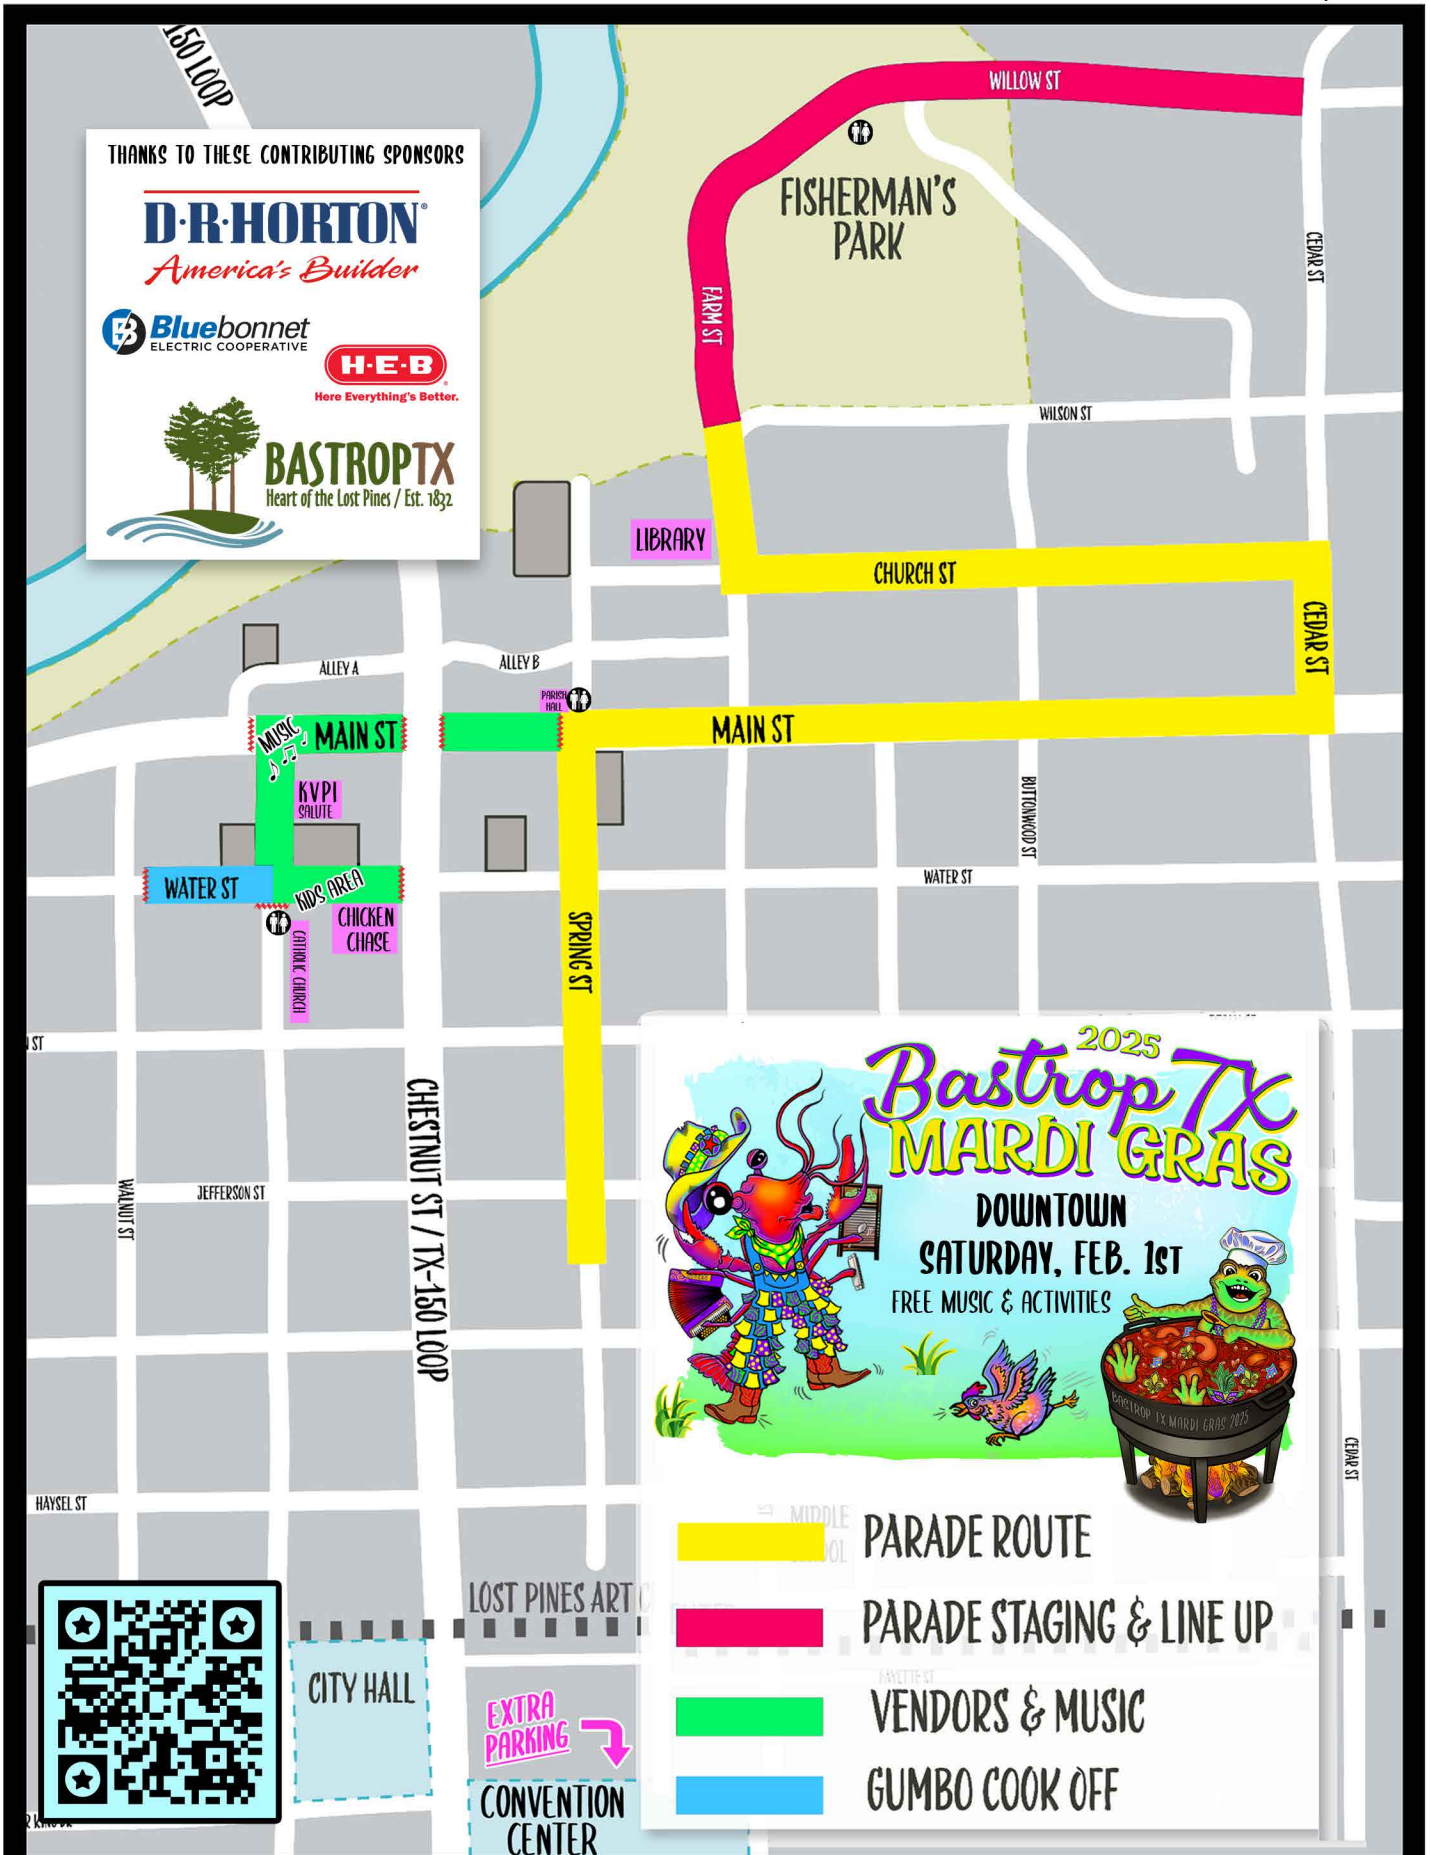 150 LOOP
THANKS TO THESE CONTRIBUTING SPONSORS
D·R·HORTON®
America's Builder
Bluebonnet
ELECTRIC COOPERATIVE
H-E-B
Here Everything's Better.
BASTROPTX
Heart of the Lost Pines / Est. 1832
WILLOW ST
FISHERMAN'S
PARK
CEDAR ST
FARM ST
WILSON ST
LIBRARY
CHURCH ST
CEDAR ST
ALLEY A
ALLEY B
PARISH
HALL
MUSIC
MAIN ST
MAIN ST
KVPI
SALUTE
BUTTONWOOD ST
WATER ST
KIDS AREA
WATER ST
CHICKEN
CHASE
CATHOLIC CHURCH
SPRING ST
ST
CHESTNUT ST / TX-150 LOOP
WALNUT ST
JEFFERSON ST
2025
Bastrop TX
MARDI GRAS
DOWNTOWN
SATURDAY, FEB. 1ST
FREE MUSIC & ACTIVITIES
BASTROP TX MARDI GRAS 2025
CEDAR ST
HAYSEL ST
MIDDLE
OOL
PARADE ROUTE
LOST PINES ART C
PARADE STAGING & LINE UP
FAYETTE ST
CITY HALL
EXTRA
PARKING
VENDORS & MUSIC
CONVENTION
CENTER
GUMBO COOK OFF